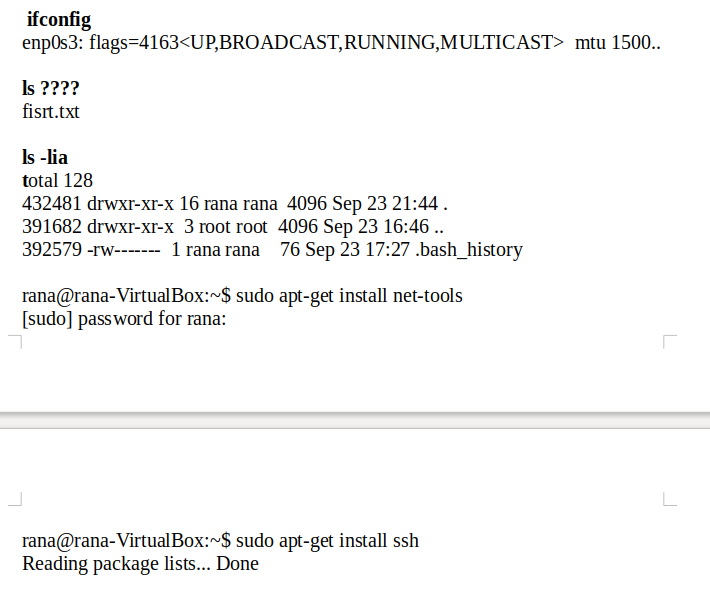 ifconfig
enp0s3: flags=4163<UP,BROADCAST,RUNNING,MULTICAST>  mtu 1500..
ls ????
fisrt.txt
ls -lia
total 128
432481 drwxr-xr-x 16 rana rana  4096 Sep 23 21:44 .
391682 drwxr-xr-x  3 root root  4096 Sep 23 16:46 ..
392579 -rw-------  1 rana rana    76 Sep 23 17:27 .bash_history
rana@rana-VirtualBox:~$ sudo apt-get install net-tools
[sudo] password for rana:
rana@rana-VirtualBox:~$ sudo apt-get install ssh
Reading package lists... Done